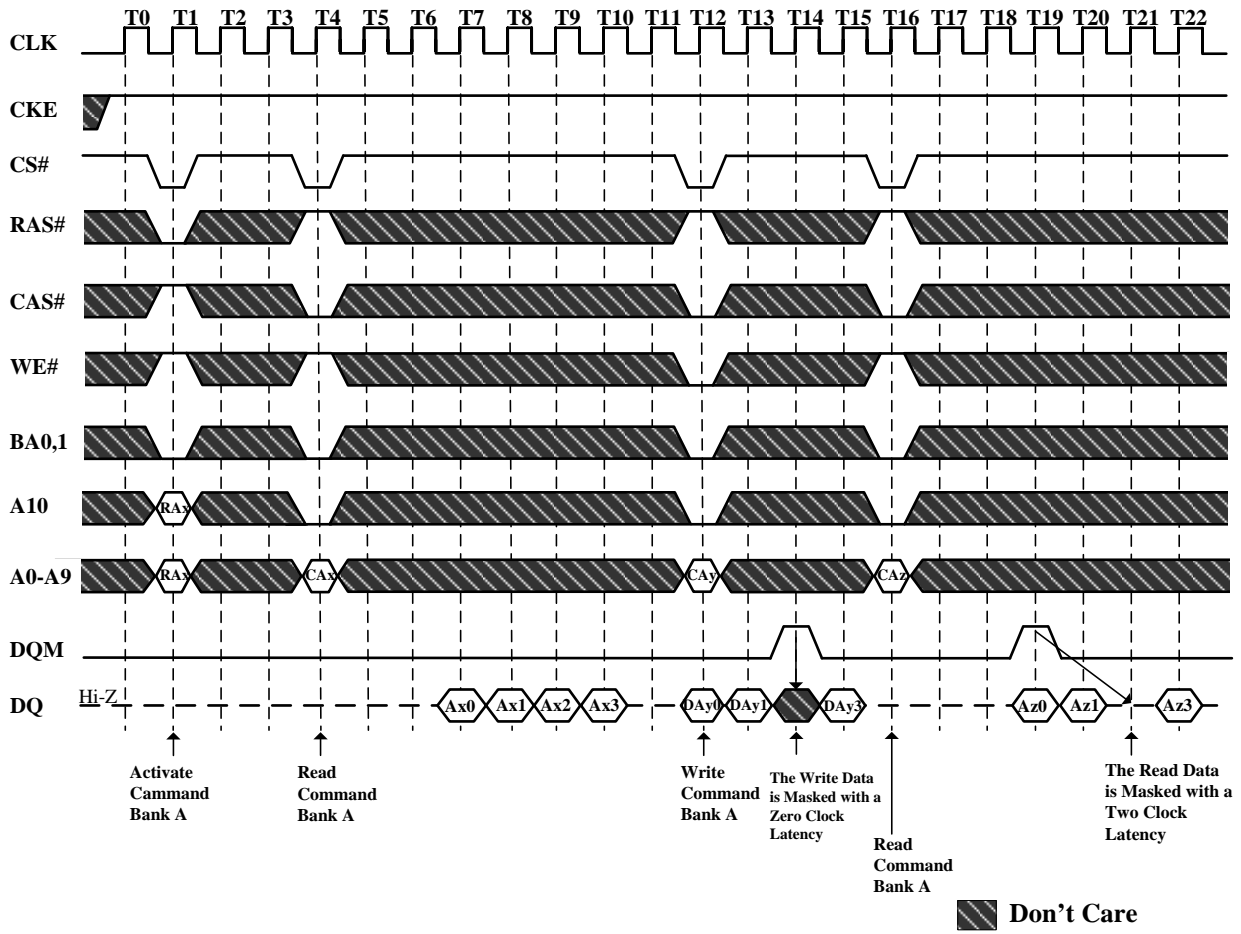 T0 T1 T2 T3 T4 T5 T6 T7 T8 T9 T10 T11 T12 T13 T14 T15 T16 T17 T18 T19 T20 T21 T22
CLK
CKE
CS#
RAS#
CAS#
WE#
BA0,1
A10
RAx
A0-A9
RAx CAx CAy CAz
DQM
DQ
Hi-Z
Ax0 Ax1 Ax2 Ax3 DAy0 DAy1 DAy3 Az0 Az1 Az3
Activate
Cammand
Bank A
Read
Command
Bank A
Write
Command
Bank A
The Write Data
is Masked with a
Zero Clock
Latency
Read
Command
Bank A
The Read Data
is Masked with a
Two Clock
Latency
Don't Care